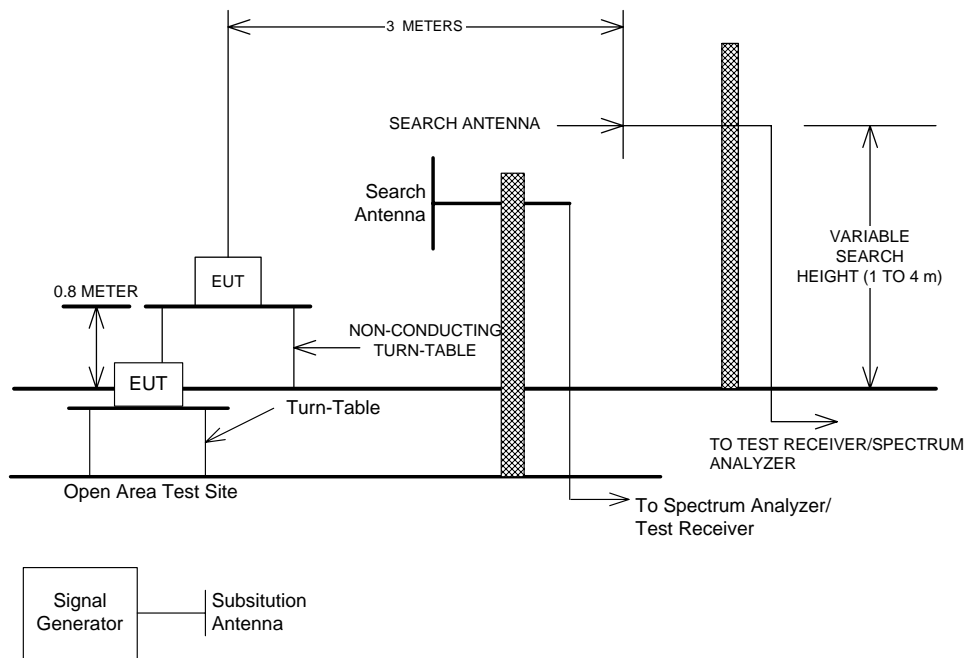 3 METERS
SEARCH ANTENNA
Search
Antenna
VARIABLE
SEARCH
HEIGHT (1 TO 4 m)
EUT
0.8 METER
NON-CONDUCTING
TURN-TABLE
EUT
Turn-Table
TO TEST RECEIVER/SPECTRUM
ANALYZER
Open Area Test Site
To Spectrum Analyzer/
Test Receiver
Signal
Generator
Subsitution
Antenna